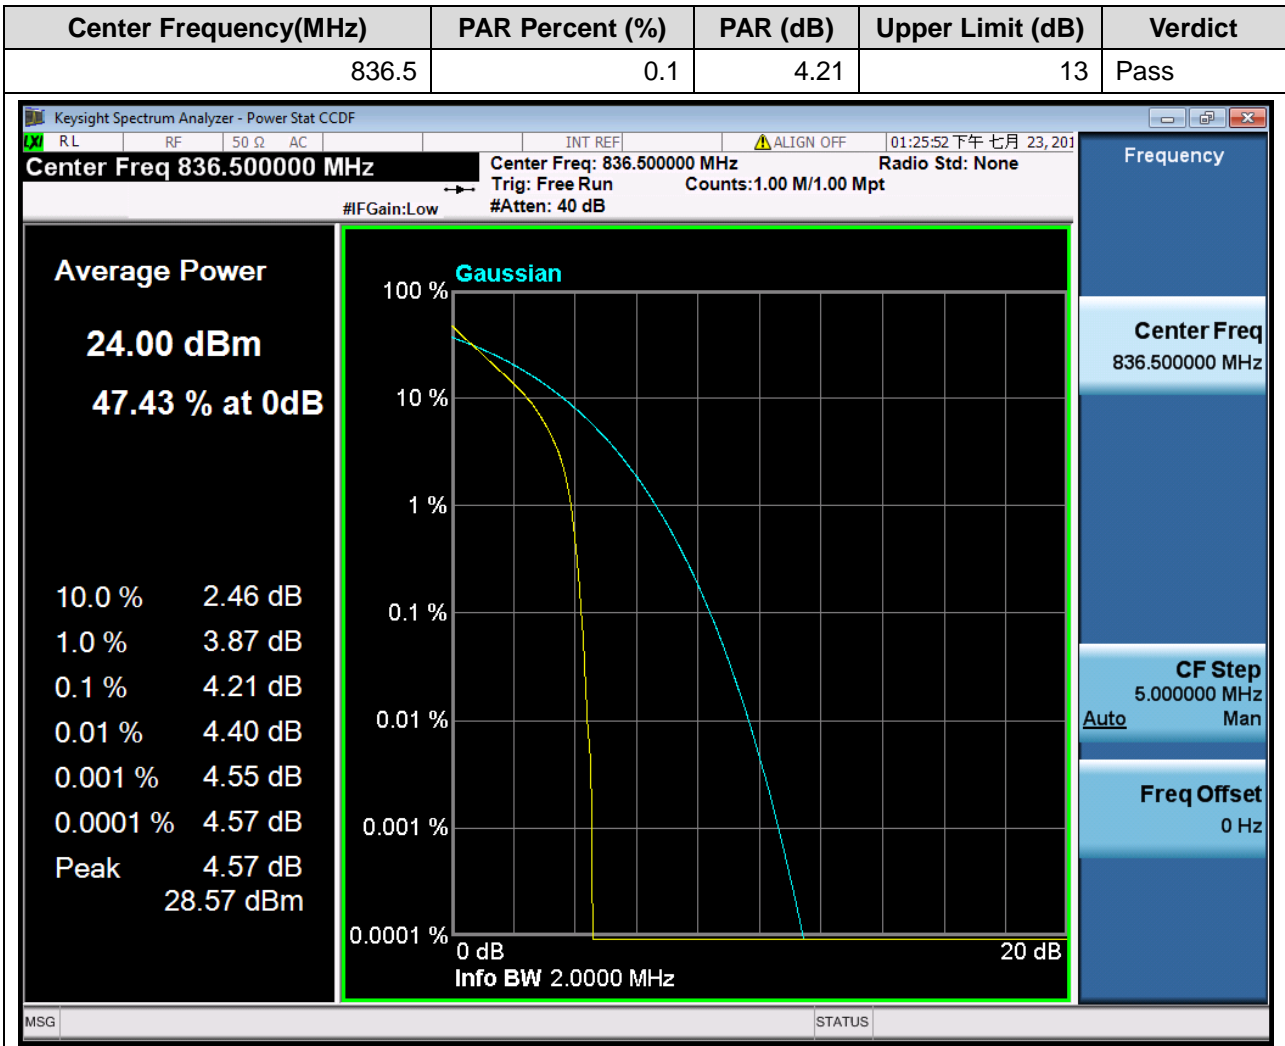 Center Frequency(MHz) PAR Percent (%) PAR (dB) Upper Limit (dB) Verdict
836.5 0.1 4.21 13 Pass
Keysight Spectrum Analyzer - Power Stat CCDF
LXI RL RF 50 Ω AC INT REF ALIGN OFF 01:25:52 下午 七月 23, 201
Center Freq 836.500000 MHz
Center Freq: 836.500000 MHz Radio Std: None
Trig: Free Run Counts:1.00 M/1.00 Mpt
#IFGain:Low #Atten: 40 dB
Average Power
24.00 dBm
47.43 % at 0dB
10.0 % 2.46 dB
1.0 % 3.87 dB
0.1 % 4.21 dB
0.01 % 4.40 dB
0.001 % 4.55 dB
0.0001 % 4.57 dB
Peak 4.57 dB
28.57 dBm
Gaussian
100 %
10 %
1 %
0.1 %
0.01 %
0.001 %
0.0001 %
0 dB 20 dB
Info BW 2.0000 MHz
Frequency
Center Freq
836.500000 MHz
CF Step
5.000000 MHz
Auto Man
Freq Offset
0 Hz
MSG STATUS